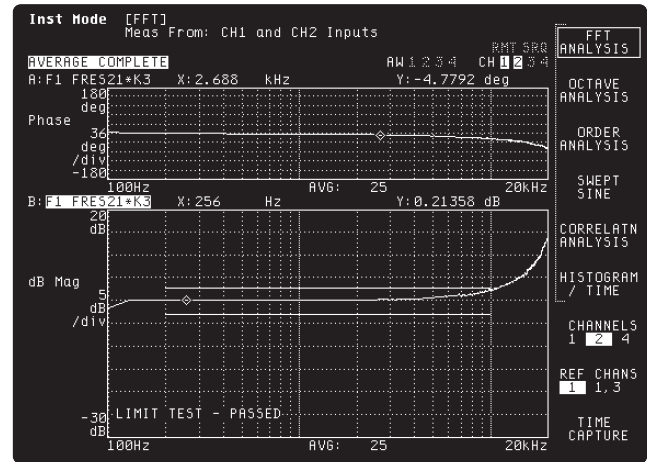 Inst Mode [FFT]
Meas From: CH1 and CH2 Inputs
RMT SRQ
AVERAGE COMPLETE AW 1 2 3 4 CH 1 2 3 4
A: F1 FRES21*K3 X: 2.688 kHz Y: -4.7792 deg
180
deg
Phase
36
deg
/div
-180
100Hz AVG: 25 20kHz
B: F1 FRES21*K3 X: 256 Hz Y: 0.21358 dB
20
dB
dB Mag
5
dB
/div
LIMIT TEST - PASSED
-30
dB
100Hz AVG: 25 20kHz
FFT
ANALYSIS
OCTAVE
ANALYSIS
ORDER
ANALYSIS
SWEPT
SINE
CORRELATN
ANALYSIS
HISTOGRAM
/ TIME
CHANNELS
1 2 4
REF CHANS
1 1,3
TIME
CAPTURE